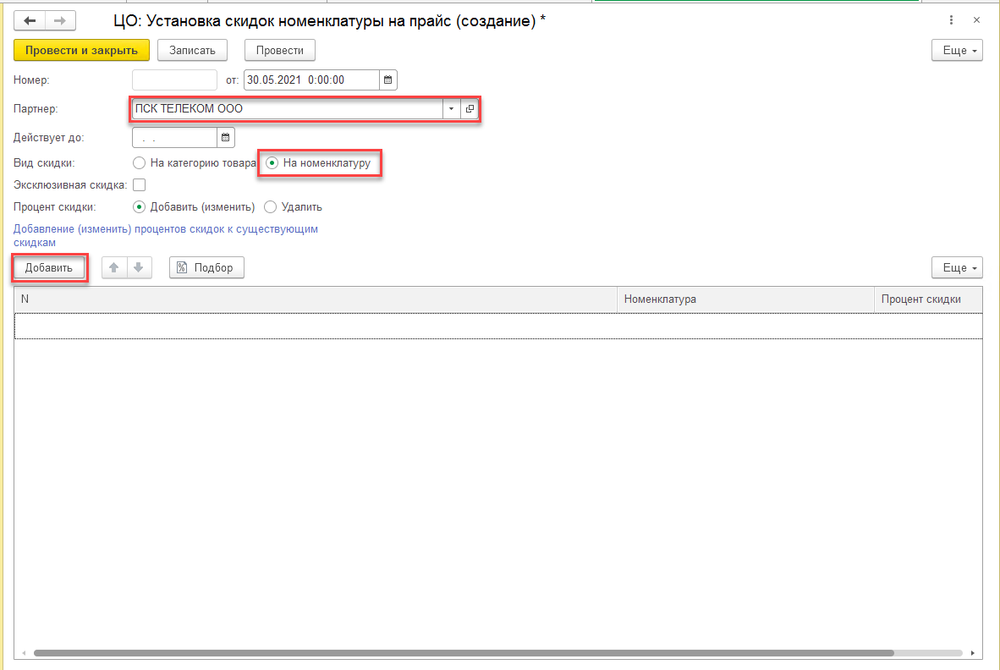 ЦО: Установка скидок номенклатуры на прайс (создание) *
Провести и закрыть Записать Провести Еще
Номер: от: 30.05.2021 0:00:00
Партнер: ПСК ТЕЛЕКОМ ООО
Действует до: . .
Вид скидки: На категорию товара На номенклатуру
Эксклюзивная скидка:
Процент скидки: Добавить (изменить) Удалить
Добавление (изменить) процентов скидок к существующим
скидкам
Добавить Подбор Еще
N Номенклатура Процент скидки